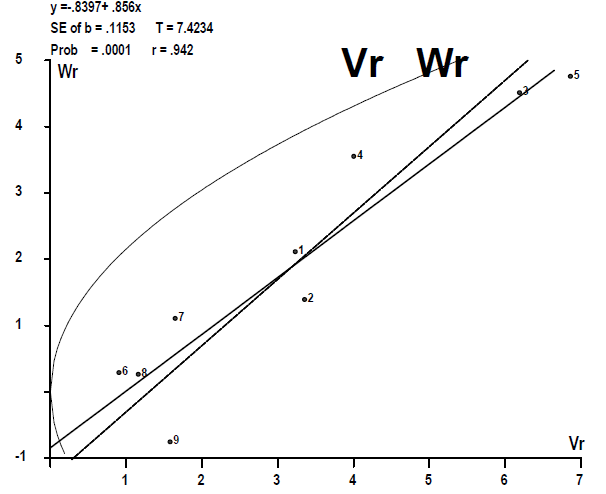 y =-.8397+ .856x
SE of b = .1153 T = 7.4234
Prob = .0001 r = .942
Vr Wr
5
Wr
5
3
4
4
3
2
1
2
1
7
6
8
9
-1
Vr
1 2 3 4 5 6 7